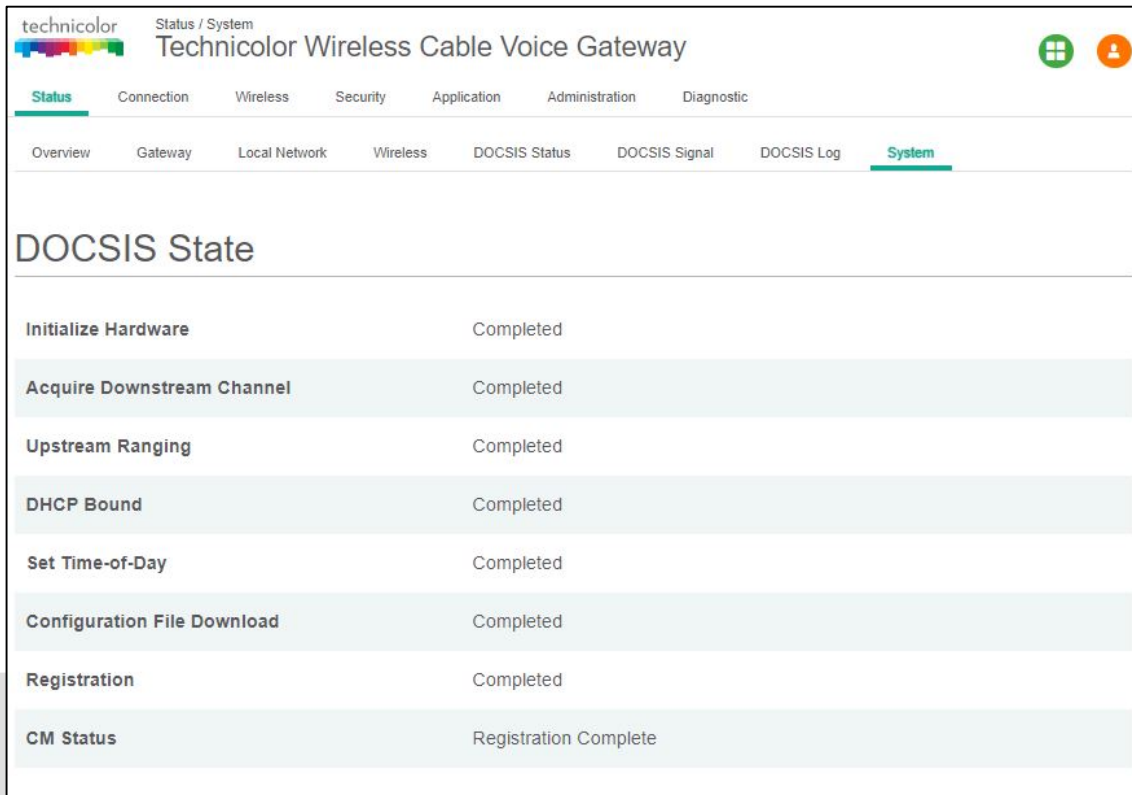 technicolor
Status / System
Technicolor Wireless Cable Voice Gateway
Status Connection Wireless Security Application Administration Diagnostic
Overview Gateway Local Network Wireless DOCSIS Status DOCSIS Signal DOCSIS Log System
DOCSIS State
Initialize Hardware Completed
Acquire Downstream Channel Completed
Upstream Ranging Completed
DHCP Bound Completed
Set Time-of-Day Completed
Configuration File Download Completed
Registration Completed
CM Status Registration Complete